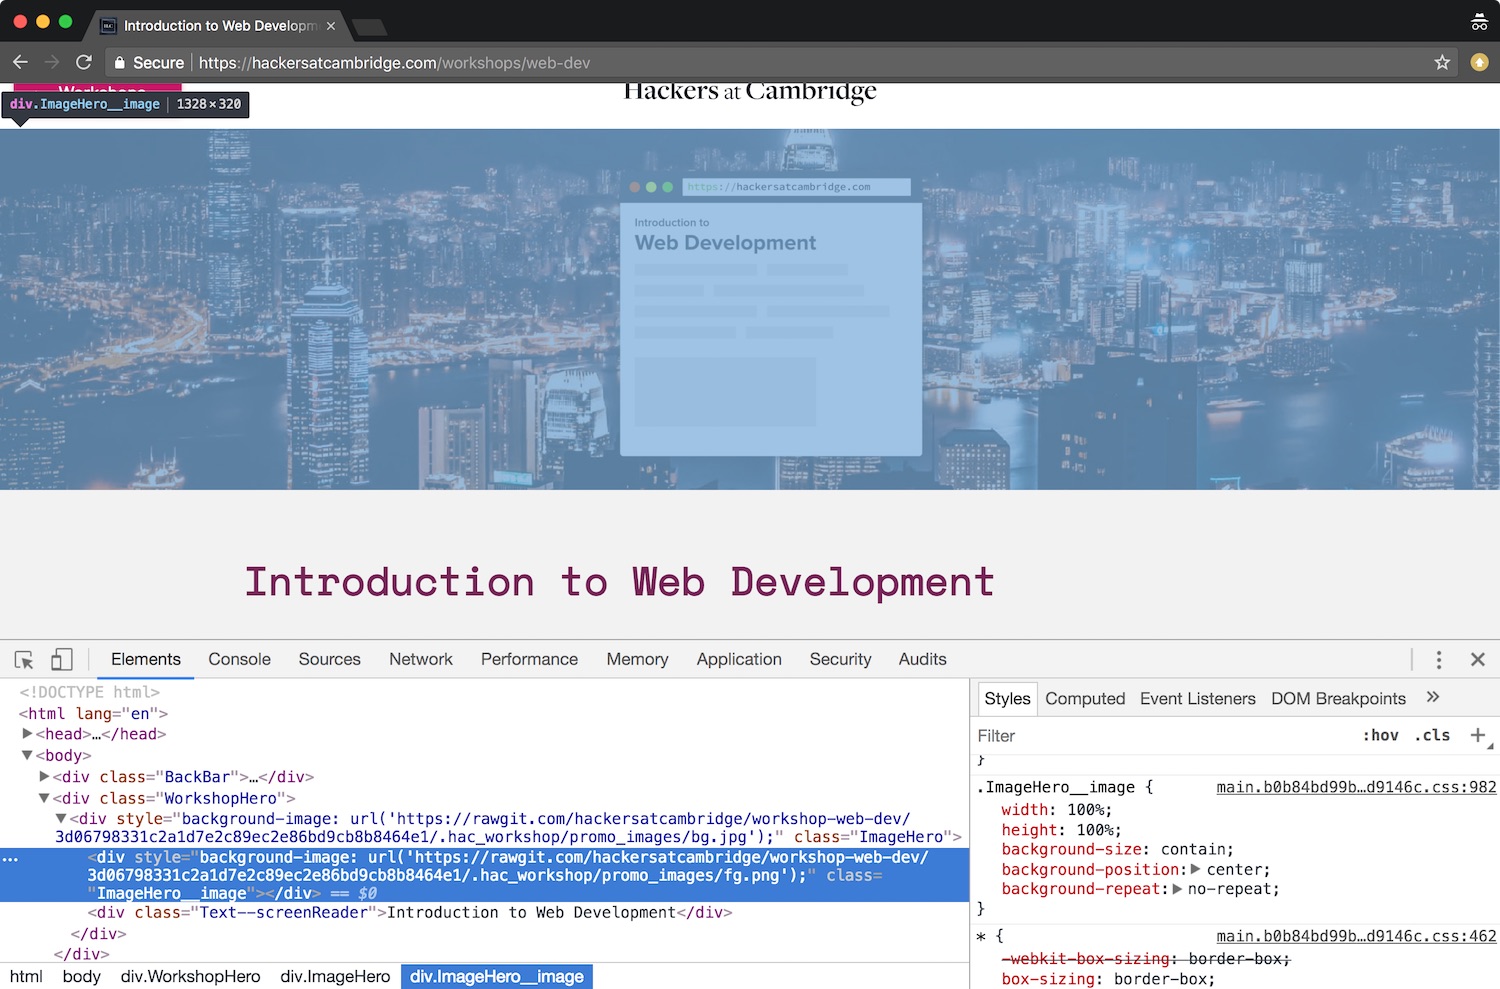 Introduction to Web Developm
Secure
https://hackersatcambridge.com/workshops/web-dev
Workshops
Hackers at Cambridge
div.ImageHero__image | 1328 × 320
https://hackersatcambridge.com
Introduction to
Web Development
Introduction to Web Development
Elements Console Sources Network Performance Memory Application Security Audits
<!DOCTYPE html>
<html lang="en">
▶<head>…</head>
▼<body>
▶<div class="BackBar">…</div>
▼<div class="WorkshopHero">
▼<div style="background-image: url('https://rawgit.com/hackersatcambridge/workshop-web-dev/
3d06798331c2a1d7e2c89ec2e86bd9cb8b8464e1/.hac_workshop/promo_images/bg.jpg');" class="ImageHero">
… <div style="background-image: url('https://rawgit.com/hackersatcambridge/workshop-web-dev/
3d06798331c2a1d7e2c89ec2e86bd9cb8b8464e1/.hac_workshop/promo_images/fg.png');" class=
"ImageHero__image"></div> == $0
<div class="Text--screenReader">Introduction to Web Development</div>
</div>
</div>
html body div.WorkshopHero div.ImageHero div.ImageHero__image
Styles Computed Event Listeners DOM Breakpoints »
Filter :hov .cls +
}
.ImageHero__image { main.b0b84bd99b…d9146c.css:982
width: 100%;
height: 100%;
background-size: contain;
background-position:▶ center;
background-repeat:▶ no-repeat;
}
* { main.b0b84bd99b…d9146c.css:462
-webkit-box-sizing: border-box;
box-sizing: border-box;